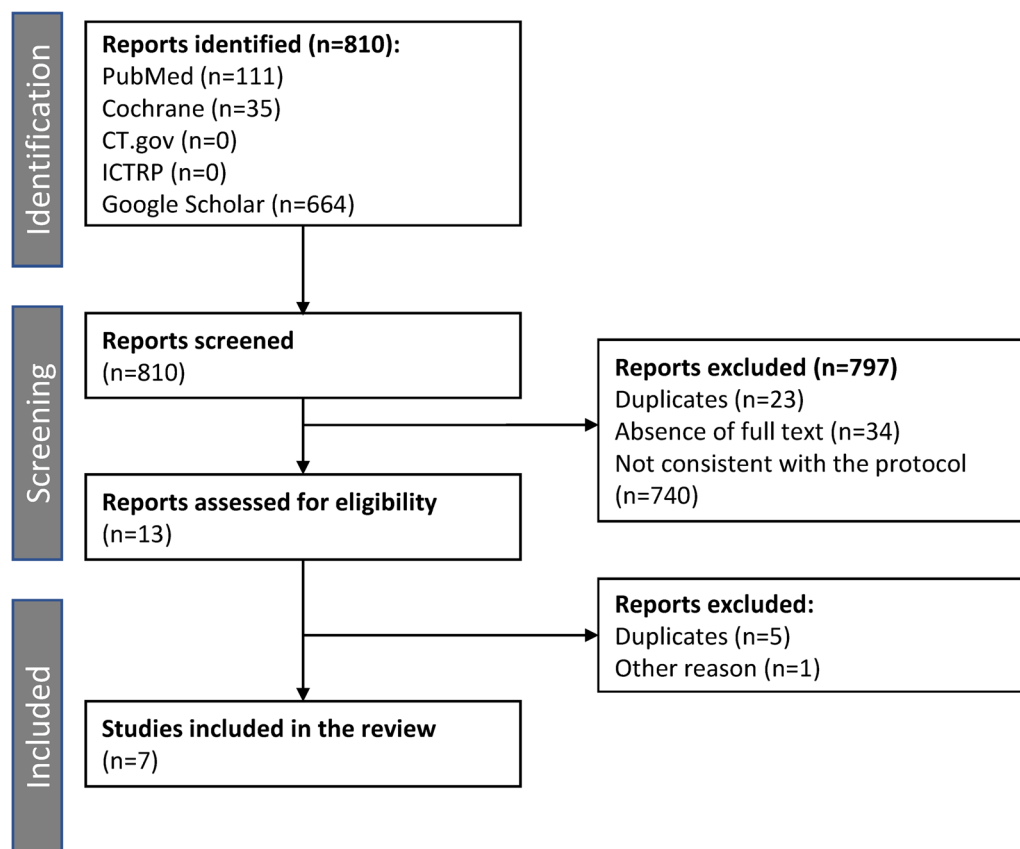 Identification
Reports identified (n=810):
PubMed (n=111)
Cochrane (n=35)
CT.gov (n=0)
ICTRP (n=0)
Google Scholar (n=664)
Screening
Reports screened
(n=810)
Reports excluded (n=797)
Duplicates (n=23)
Absence of full text (n=34)
Not consistent with the protocol
(n=740)
Reports assessed for eligibility
(n=13)
Included
Reports excluded:
Duplicates (n=5)
Other reason (n=1)
Studies included in the review
(n=7)